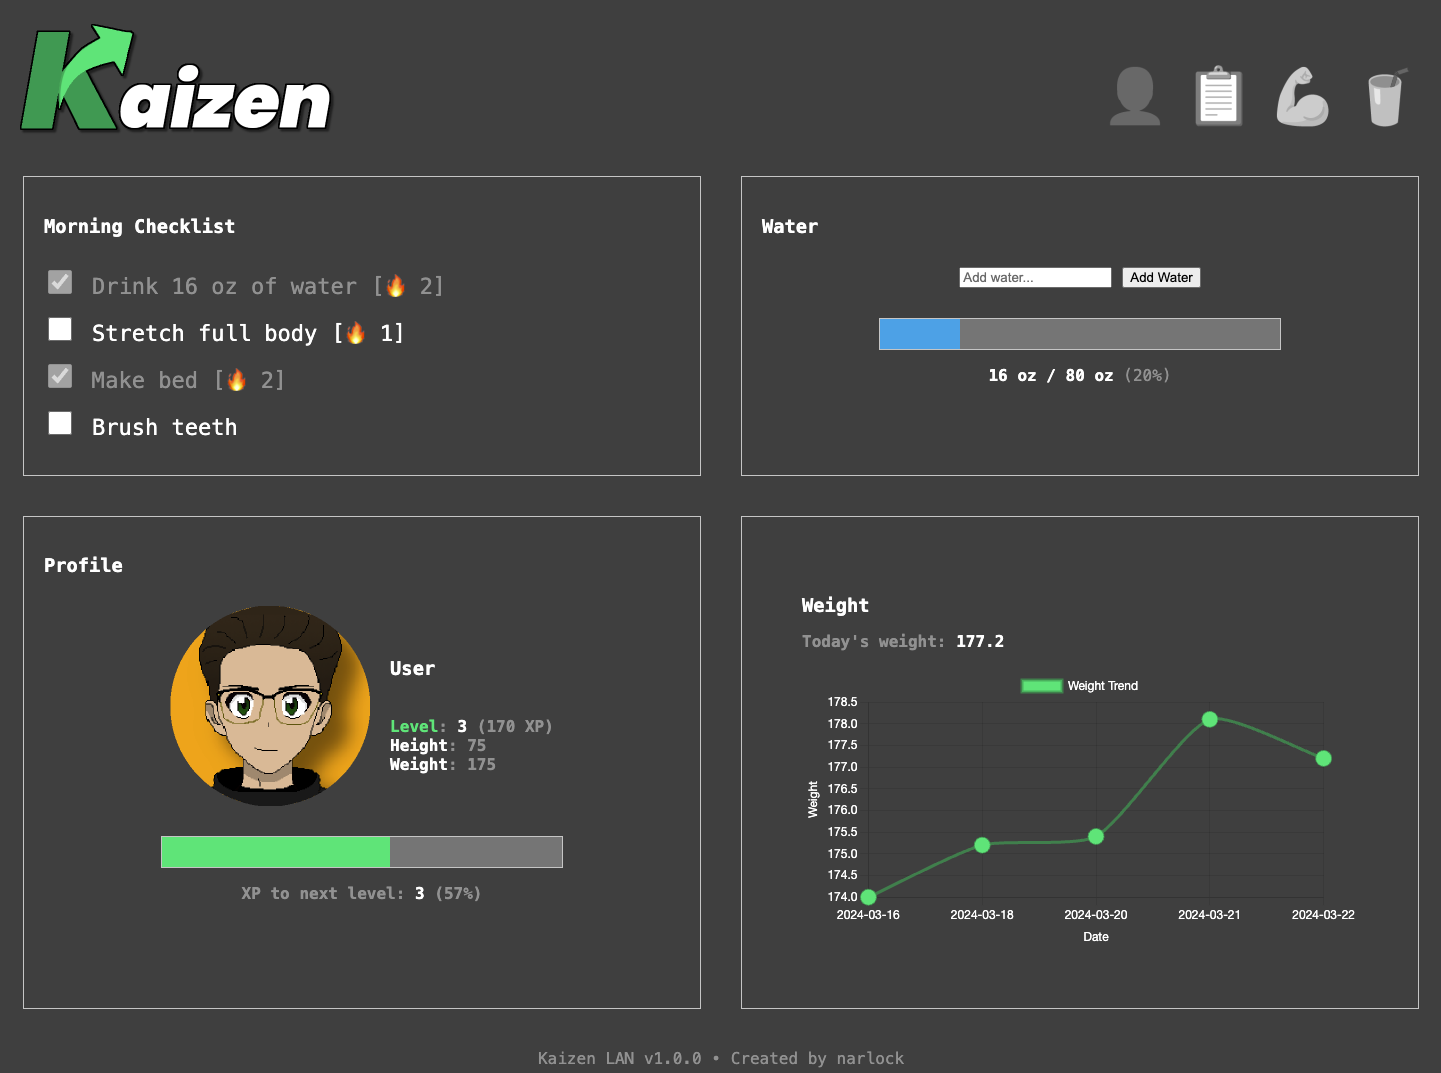 Kaizen
Morning Checklist
Drink 16 oz of water [🔥 2]
Stretch full body [🔥 1]
Make bed [🔥 2]
Brush teeth
Water
Add water...
Add Water
16 oz / 80 oz (20%)
Profile
User
Level: 3 (170 XP)
Height: 75
Weight: 175
XP to next level: 3 (57%)
Weight
Today's weight: 177.2
Weight Trend
178.5
178.0
177.5
177.0
176.5
176.0
175.5
175.0
174.5
174.0
Weight
2024-03-16 2024-03-18 2024-03-20 2024-03-21 2024-03-22
Date
Kaizen LAN v1.0.0 • Created by narlock